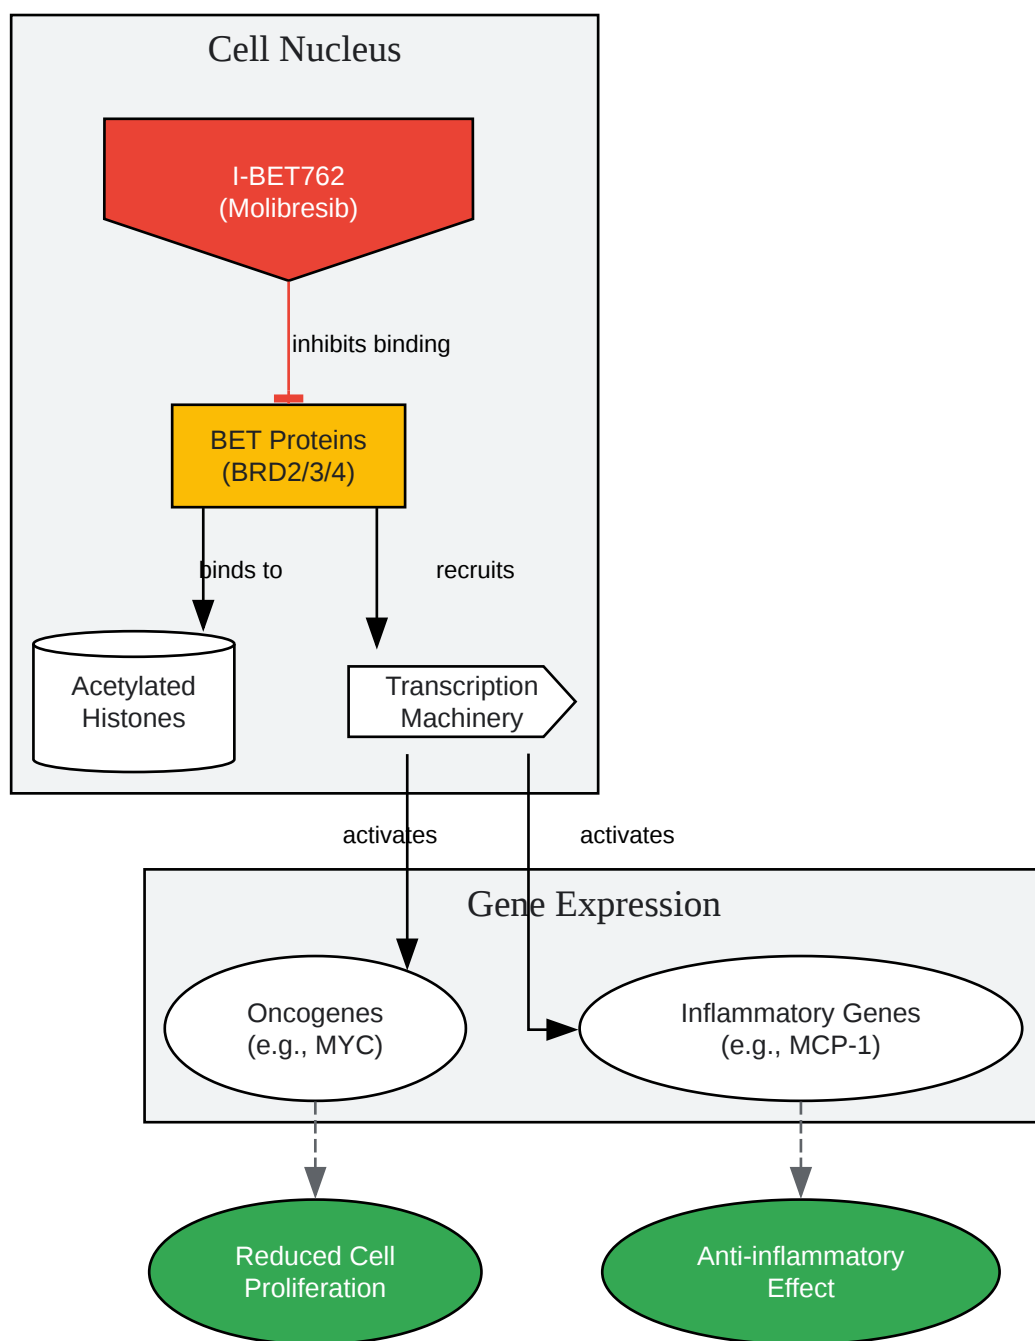 Cell Nucleus
I-BET762
(Molibresib)
inhibits binding
BET Proteins
(BRD2/3/4)
binds to
recruits
Acetylated
Histones
Transcription
Machinery
activates
activates
Gene Expression
Oncogenes
(e.g., MYC)
Inflammatory Genes
(e.g., MCP-1)
Reduced Cell
Proliferation
Anti-inflammatory
Effect